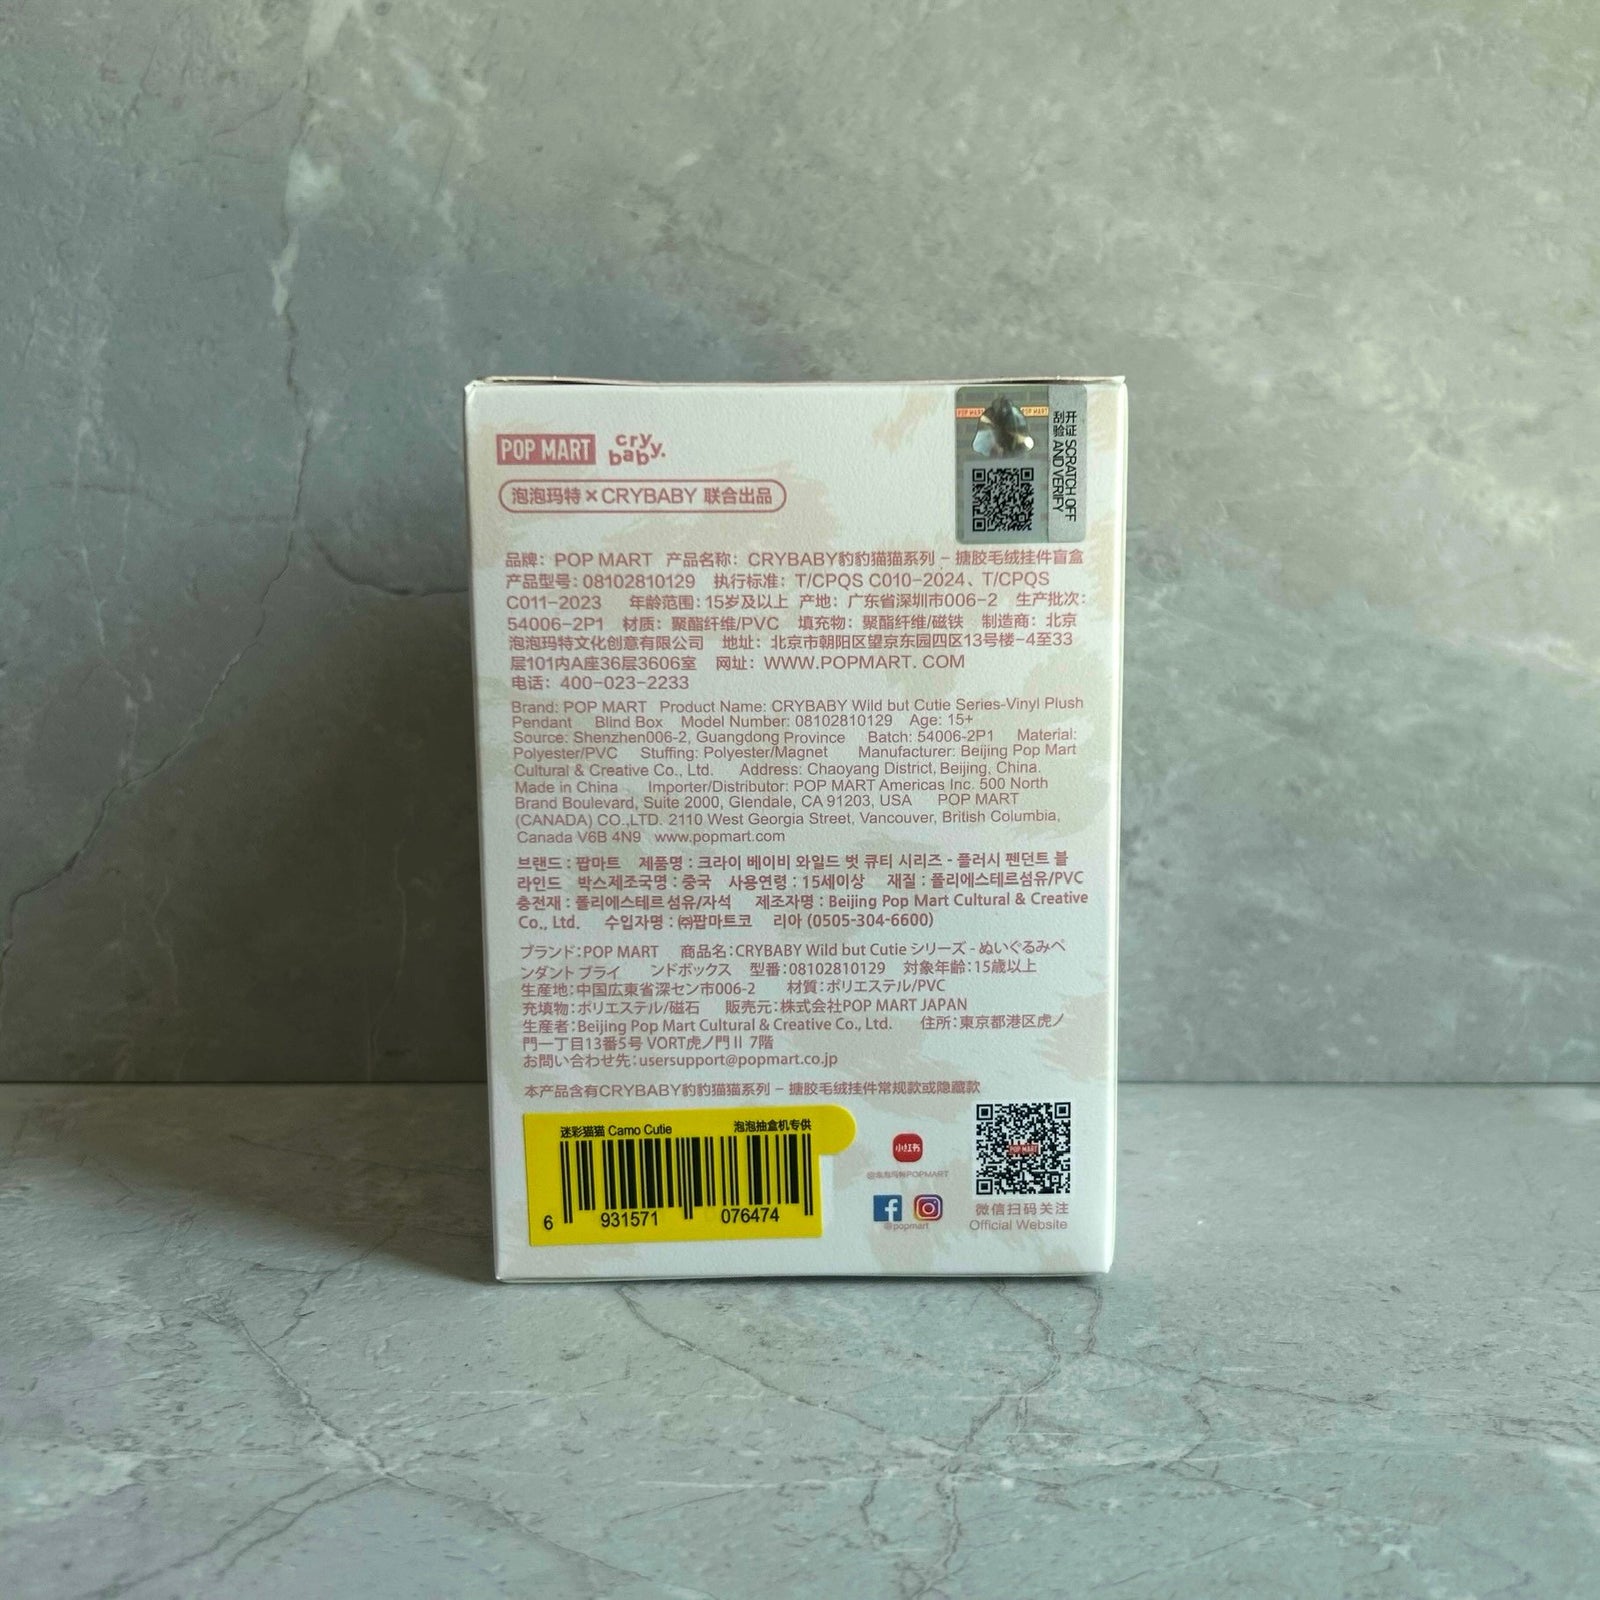 POP MART cry baby.
泡泡玛特×CRYBABY 联合出品
POP MART POP MART
刮开
验证
SCRATCH OFF
AND VERIFY
品牌：POP MART 产品名称：CRYBABY豹豹猫猫系列－搪胶毛绒挂件盲盒
产品型号：08102810129 执行标准：T/CPQS C010-2024、T/CPQS
C011-2023 年龄范围：15岁及以上 产地：广东省深圳市006-2 生产批次：
54006-2P1 材质：聚酯纤维/PVC 填充物：聚酯纤维/磁铁 制造商：北京
泡泡玛特文化创意有限公司 地址：北京市朝阳区望京东园四区13号楼-4至33
层101内A座36层3606室 网址：WWW.POPMART.COM
电话：400-023-2233
Brand: POP MART Product Name: CRYBABY Wild but Cutie Series-Vinyl Plush
Pendant Blind Box Model Number: 08102810129 Age: 15+
Source: Shenzhen006-2, Guangdong Province Batch: 54006-2P1 Material:
Polyester/PVC Stuffing: Polyester/Magnet Manufacturer: Beijing Pop Mart
Cultural & Creative Co., Ltd. Address: Chaoyang District, Beijing, China.
Made in China Importer/Distributor: POP MART Americas Inc. 500 North
Brand Boulevard, Suite 2000, Glendale, CA 91203, USA POP MART
(CANADA) CO.,LTD. 2110 West Georgia Street, Vancouver, British Columbia,
Canada V6B 4N9 www.popmart.com
브랜드 : 팝마트 제품명 : 크라이 베이비 와일드 벗 큐티 시리즈 - 플러시 펜던트 블
라인드 박스제조국명 : 중국 사용연령 : 15세이상 재질 : 폴리에스테르섬유/PVC
충전재 : 폴리에스테르섬유/자석 제조자명 : Beijing Pop Mart Cultural & Creative
Co., Ltd. 수입자명 : ㈜팝마트코 리아 (0505-304-6600)
ブランド：POP MART 商品名：CRYBABY Wild but Cutie シリーズ - ぬいぐるみペ
ンダント ブライ ンドボックス 型番：08102810129 対象年齢：15歳以上
生産地：中国広東省深セン市006-2 材質：ポリエステル/PVC
充填物：ポリエステル/磁石 販売元：株式会社POP MART JAPAN
生産者：Beijing Pop Mart Cultural & Creative Co., Ltd. 住所：東京都港区虎ノ
門一丁目13番5号 VORT虎ノ門Ⅱ 7階
お問い合わせ先：usersupport@popmart.co.jp
本产品含有CRYBABY豹豹猫猫系列－搪胶毛绒挂件常规款或隐藏款
迷彩猫猫 Camo Cutie 泡泡抽盒机专供
6 931571 076474
小红书
@泡泡玛特POPMART
@popmart
POP MART
微信扫码关注
Official Website